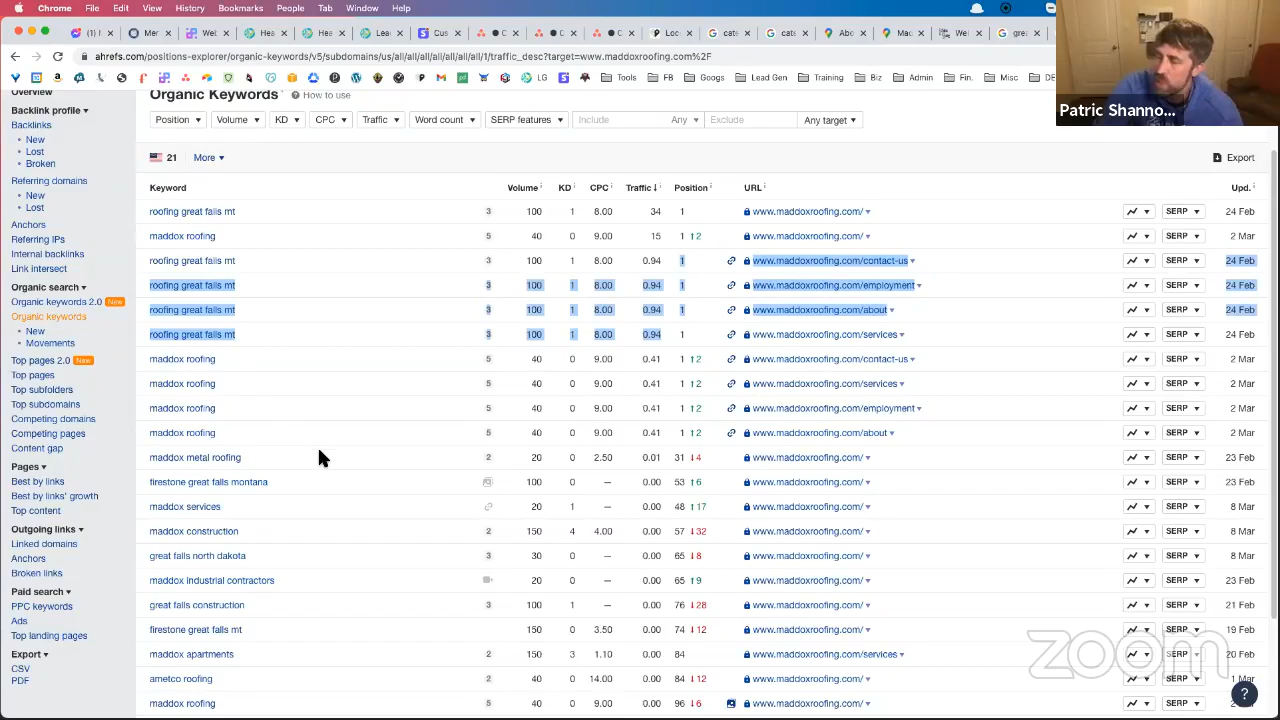 Chrome File Edit View History Bookmarks People Tab Window Help
ahrefs.com/positions-explorer/organic-keywords/v5/subdomains/us/all/all/all/all/all/all/1/traffic_desc?target=www.maddoxroofing.com%2F
LG Tools FB Googs Lead Gen Training Biz Admin Fin. Misc
Patric Shanno...
Overview
Backlink profile
Backlinks
New
Lost
Broken
Referring domains
New
Lost
Anchors
Referring IPs
Internal backlinks
Link intersect
Organic search
Organic keywords 2.0 New
Organic keywords
New
Movements
Top pages 2.0 New
Top pages
Top subfolders
Top subdomains
Competing domains
Competing pages
Content gap
Pages
Best by links
Best by links' growth
Top content
Outgoing links
Linked domains
Anchors
Broken links
Paid search
PPC keywords
Ads
Top landing pages
Export
CSV
PDF
Organic Keywords How to use
Position Volume KD CPC Traffic Word count SERP features Include Any Exclude Any target
21 More Export
Keyword Volume KD CPC Traffic Position URL Upd.
roofing great falls mt 3 100 1 8.00 34 1 www.maddoxroofing.com/ SERP 24 Feb
maddox roofing 5 40 0 9.00 15 1 ↑2 www.maddoxroofing.com/ SERP 2 Mar
roofing great falls mt 3 100 1 8.00 0.94 1 www.maddoxroofing.com/contact-us SERP 24 Feb
roofing great falls mt 3 100 1 8.00 0.94 1 www.maddoxroofing.com/employment SERP 24 Feb
roofing great falls mt 3 100 1 8.00 0.94 1 www.maddoxroofing.com/about SERP 24 Feb
roofing great falls mt 3 100 1 8.00 0.94 1 www.maddoxroofing.com/services SERP 24 Feb
maddox roofing 5 40 0 9.00 0.41 1 ↑2 www.maddoxroofing.com/contact-us SERP 2 Mar
maddox roofing 5 40 0 9.00 0.41 1 ↑2 www.maddoxroofing.com/services SERP 2 Mar
maddox roofing 5 40 0 9.00 0.41 1 ↑2 www.maddoxroofing.com/employment SERP 2 Mar
maddox roofing 5 40 0 9.00 0.41 1 ↑2 www.maddoxroofing.com/about SERP 2 Mar
maddox metal roofing 2 20 0 2.50 0.01 31 ↓4 www.maddoxroofing.com/ SERP 23 Feb
firestone great falls montana 100 0 — 0.00 53 ↑6 www.maddoxroofing.com/ SERP 23 Feb
maddox services 20 1 — 0.00 48 ↑17 www.maddoxroofing.com/ SERP 8 Mar
maddox construction 2 150 4 4.00 0.00 57 ↓32 www.maddoxroofing.com/ SERP 8 Mar
great falls north dakota 3 30 0 — 0.00 65 ↓8 www.maddoxroofing.com/ SERP 8 Mar
maddox industrial contractors 20 0 — 0.00 65 ↑9 www.maddoxroofing.com/ SERP 23 Feb
great falls construction 3 100 1 — 0.00 76 ↓28 www.maddoxroofing.com/ SERP 21 Feb
firestone great falls mt 150 0 3.50 0.00 74 ↓12 www.maddoxroofing.com/ SERP 19 Feb
maddox apartments 2 150 3 1.10 0.00 84 www.maddoxroofing.com/services SERP 20 Feb
ametco roofing 2 40 0 14.00 0.00 84 ↓12 www.maddoxroofing.com/ SERP 1 Mar
maddox roofing 5 40 0 9.00 0.00 96 ↓6 www.maddoxroofing.com/ SERP 2 Mar
zoom
?